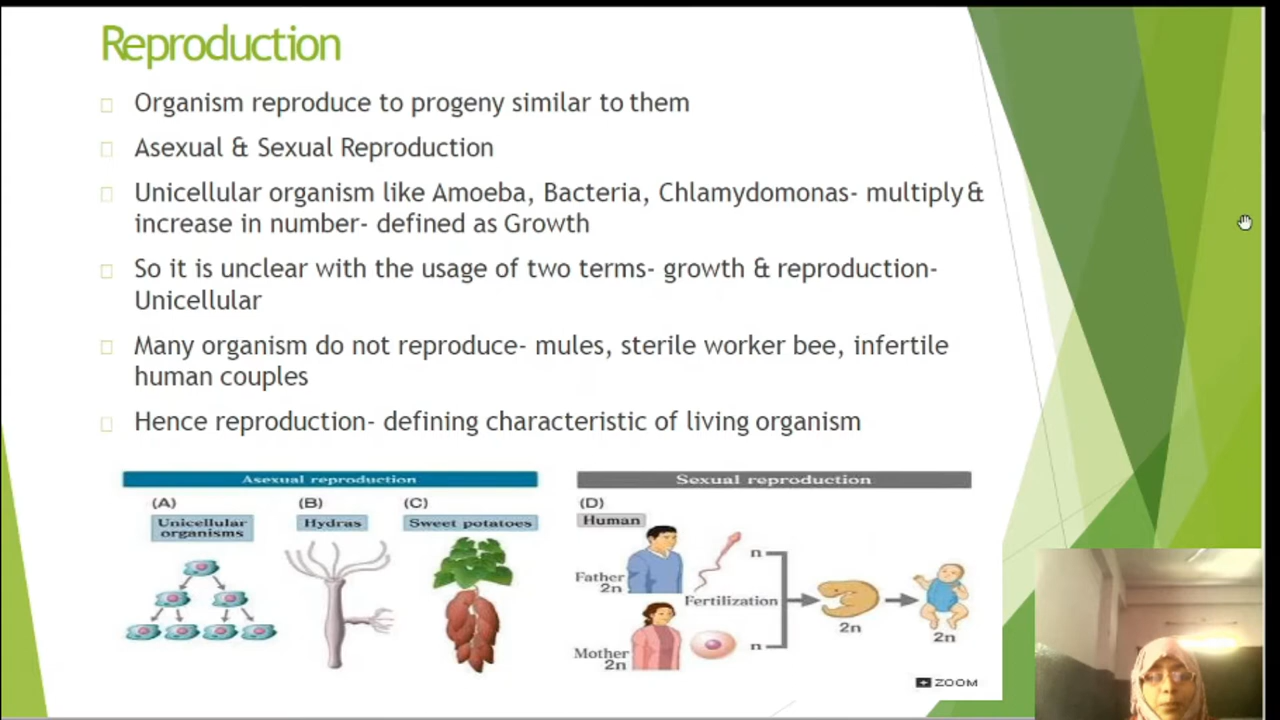 Reproduction
Organism reproduce to progeny similar to them
Asexual & Sexual Reproduction
Unicellular organism like Amoeba, Bacteria, Chlamydomonas- multiply &
increase in number- defined as Growth
So it is unclear with the usage of two terms- growth & reproduction-
Unicellular
Many organism do not reproduce- mules, sterile worker bee, infertile
human couples
Hence reproduction- defining characteristic of living organism
Asexual reproduction
(A)
Unicellular
organisms
(B)
Hydras
(C)
Sweet potatoes
Sexual reproduction
(D)
Human
Father
2n
n
Fertilization
Mother
2n
n
2n
2n
ZOOM